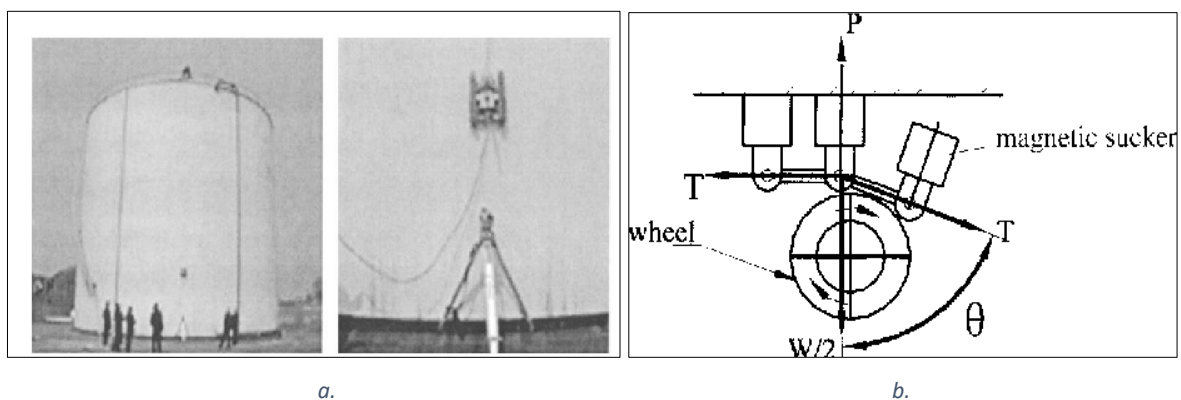 P
magnetic sucker
T
T
wheel
θ
W/2
a.
b.